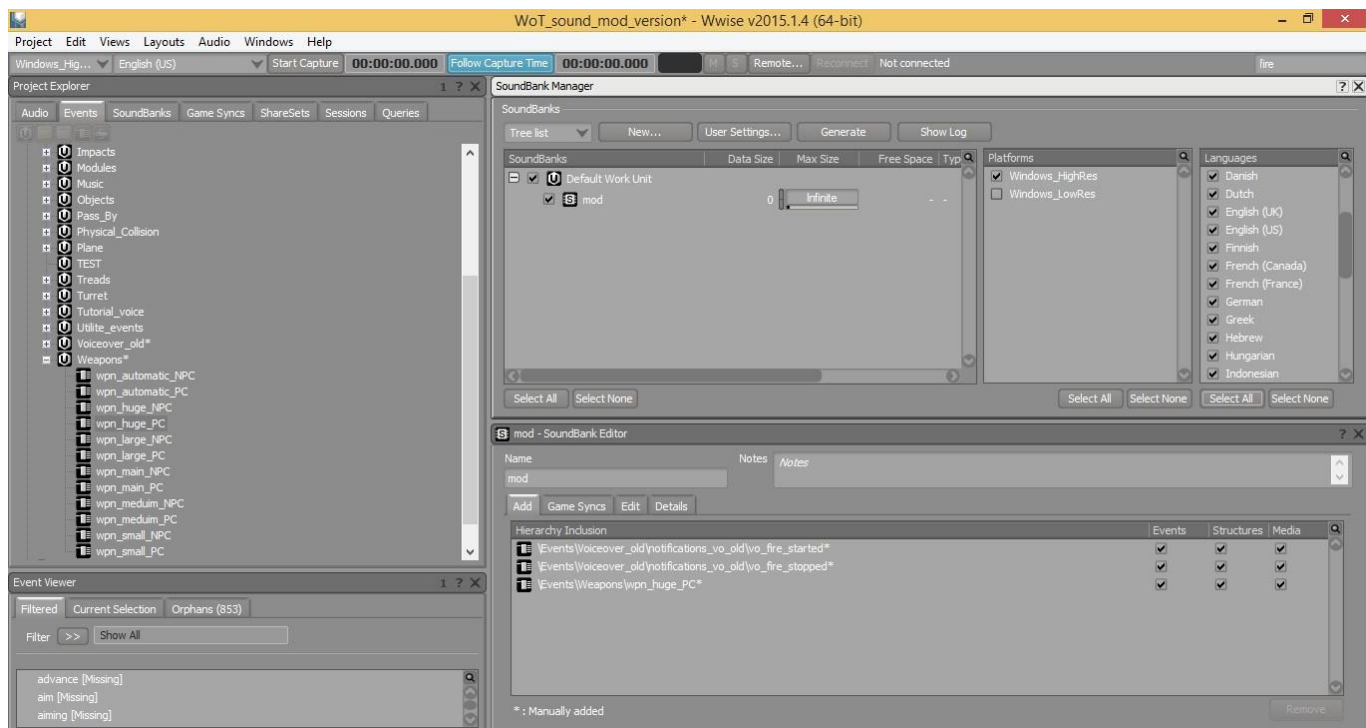 WoT_sound_mod_version* - Wwise v2015.1.4 (64-bit)
Project Edit Views Layouts Audio Windows Help
Windows_Hig... English (US) Start Capture 00:00:00.000 Follow Capture Time 00:00:00.000 M S Remote... Reconnect Not connected fire
Project Explorer 1 ? X
Audio Events SoundBanks Game Syncs ShareSets Sessions Queries
Impacts
Modules
Music
Objects
Pass_By
Physical_Collision
Plane
TEST
Treads
Turret
Tutorial_voice
Utilite_events
Voiceover_old*
Weapons*
wpn_automatic_NPC
wpn_automatic_PC
wpn_huge_NPC
wpn_huge_PC
wpn_large_NPC
wpn_large_PC
wpn_main_NPC
wpn_main_PC
wpn_meduim_NPC
wpn_meduim_PC
wpn_small_NPC
wpn_small_PC
Event Viewer 1 ? X
Filtered Current Selection Orphans (853)
Filter >> Show All
advance [Missing]
aim [Missing]
aiming [Missing]
SoundBank Manager ? X
SoundBanks
Tree list New... User Settings... Generate Show Log
SoundBanks Data Size Max Size Free Space Typ
Default Work Unit
mod 0 Infinite - -
Select All Select None
Platforms
Windows_HighRes
Windows_LowRes
Select All Select None
Languages
Danish
Dutch
English (UK)
English (US)
Finnish
French (Canada)
French (France)
German
Greek
Hebrew
Hungarian
Indonesian
Select All Select None
mod - SoundBank Editor ? X
Name Notes Notes
mod
Add Game Syncs Edit Details
Hierarchy Inclusion Events Structures Media
\Events\Voiceover_old\notifications_vo_old\vo_fire_started*
\Events\Voiceover_old\notifications_vo_old\vo_fire_stopped*
\Events\Weapons\wpn_huge_PC*
* : Manually added Remove